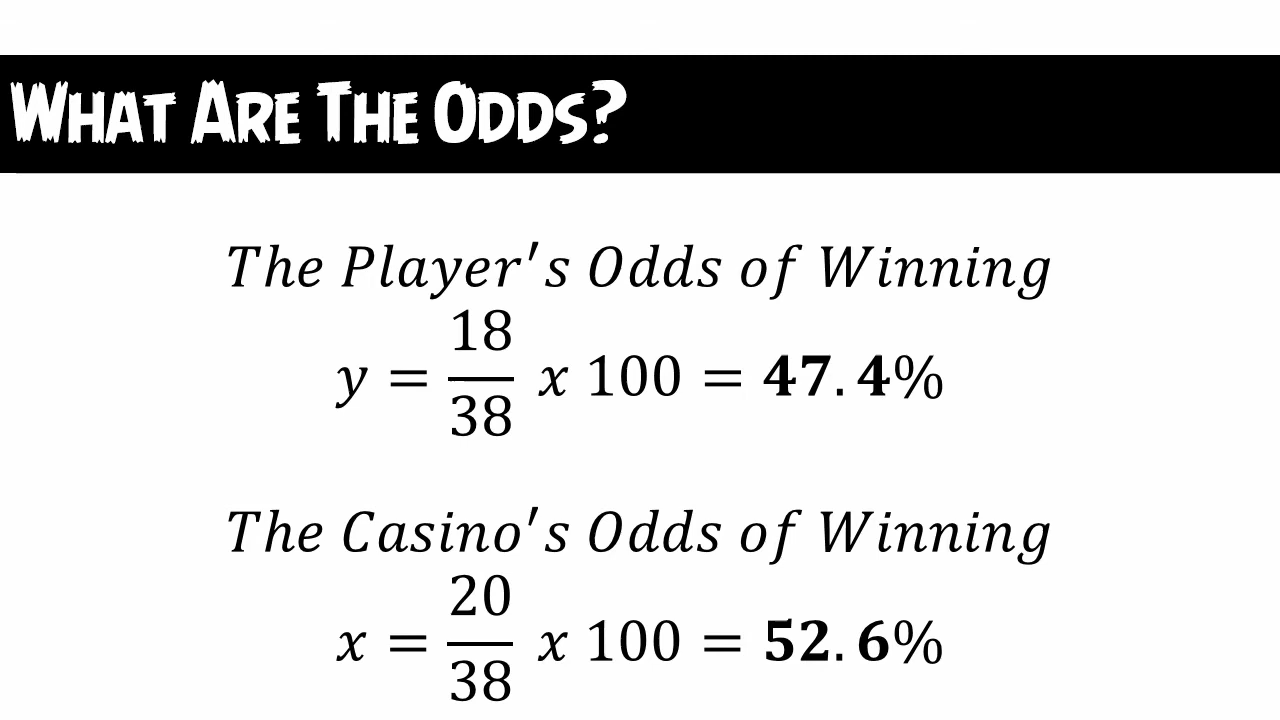 What Are The Odds?
The Player's Odds of Winning
y = 18/38 x 100 = 47.4%
The Casino's Odds of Winning
x = 20/38 x 100 = 52.6%